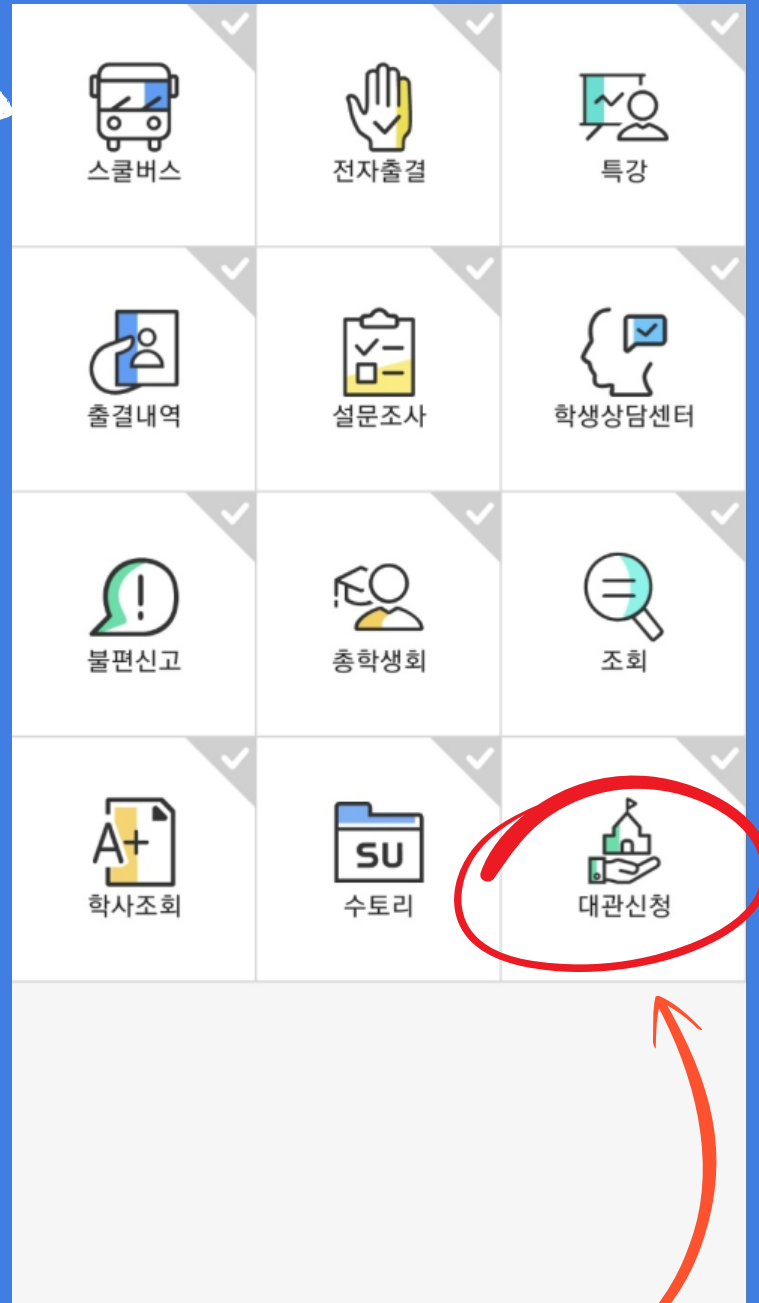 스쿨버스
전자출결
특강
출결내역
설문조사
학생상담센터
불편신고
총학생회
조회
A+
학사조회
SU
수토리
대관신청